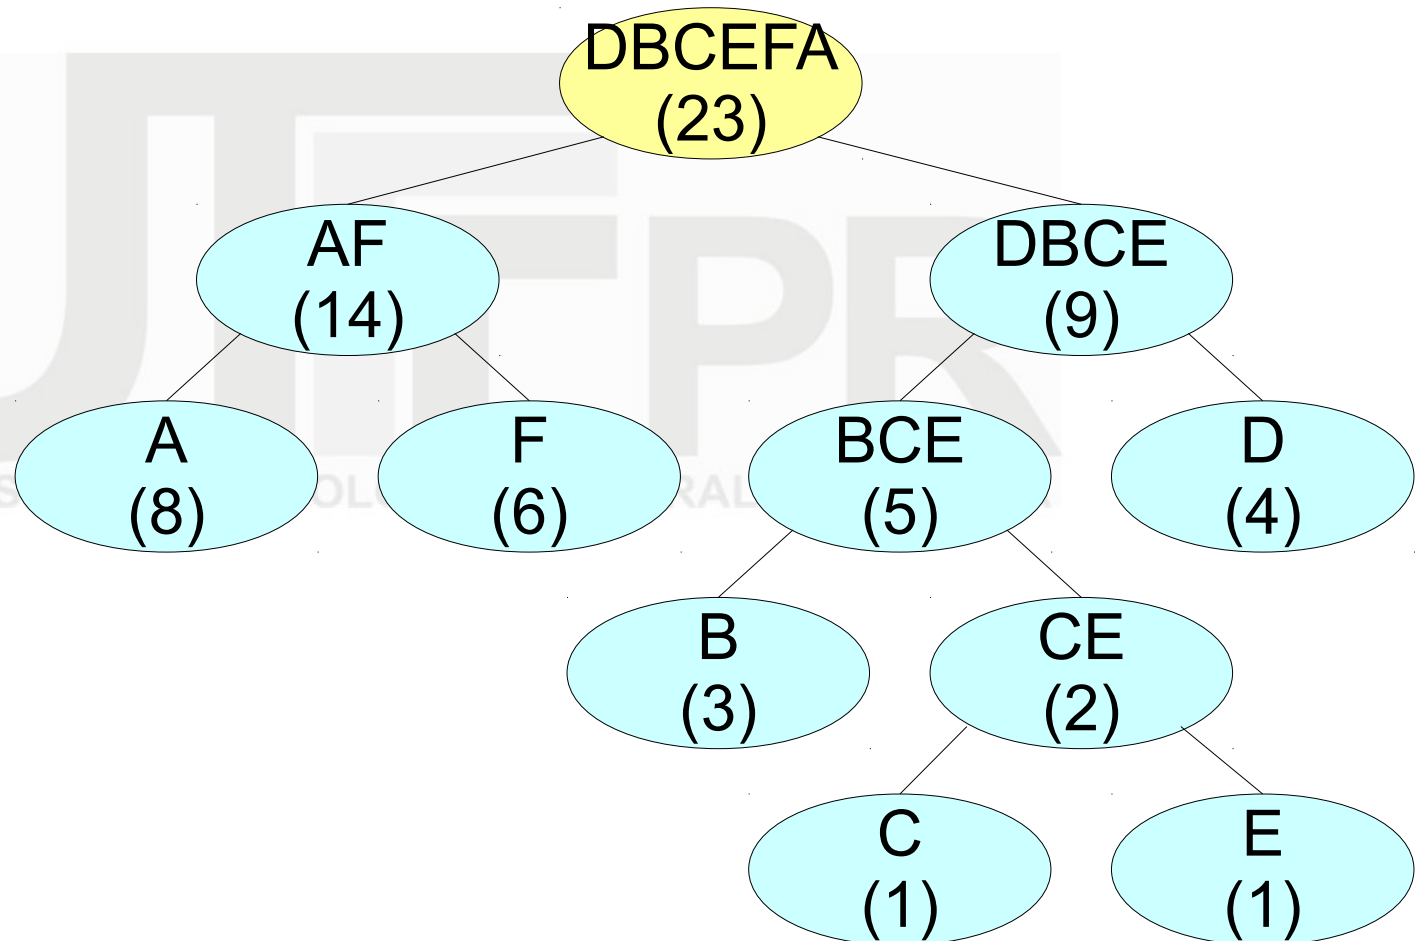 DBCEFA
(23)
AF
(14)
DBCE
(9)
A
(8)
F
(6)
BCE
(5)
D
(4)
B
(3)
CE
(2)
C
(1)
E
(1)